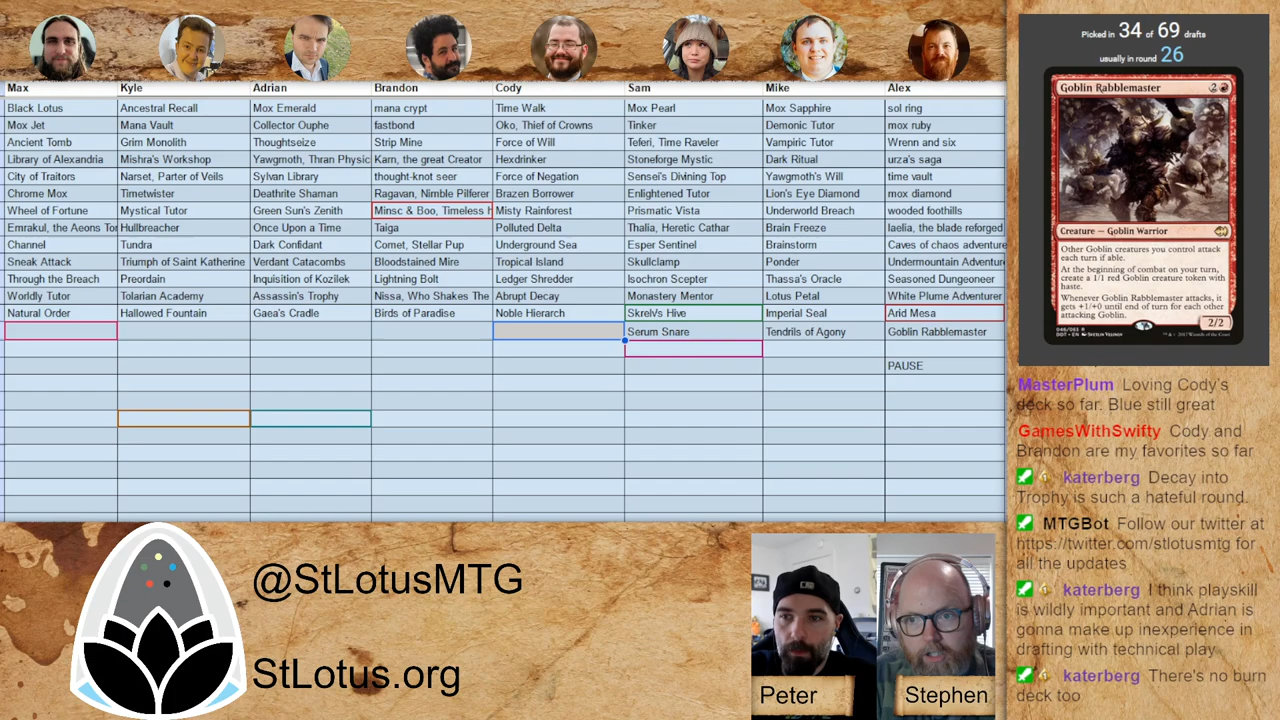 Max Kyle Adrian Brandon Cody Sam Mike Alex
Black Lotus Ancestral Recall Mox Emerald mana crypt Time Walk Mox Pearl Mox Sapphire sol ring
Mox Jet Mana Vault Collector Ouphe fastbond Oko, Thief of Crowns Tinker Demonic Tutor mox ruby
Ancient Tomb Grim Monolith Thoughtseize Strip Mine Force of Will Teferi, Time Raveler Vampiric Tutor Wrenn and six
Library of Alexandria Mishra's Workshop Yawgmoth, Thran Physic Karn, the great Creator Hexdrinker Stoneforge Mystic Dark Ritual urza's saga
City of Traitors Narset, Parter of Veils Sylvan Library thought-knot seer Force of Negation Sensei's Divining Top Yawgmoth's Will time vault
Chrome Mox Timetwister Deathrite Shaman Ragavan, Nimble Pilferer Brazen Borrower Enlightened Tutor Lion's Eye Diamond mox diamond
Wheel of Fortune Mystical Tutor Green Sun's Zenith Minsc & Boo, Timeless h Misty Rainforest Prismatic Vista Underworld Breach wooded foothills
Emrakul, the Aeons Tor Hullbreacher Once Upon a Time Taiga Polluted Delta Thalia, Heretic Cathar Brain Freeze laelia, the blade reforged
Channel Tundra Dark Confidant Comet, Stellar Pup Underground Sea Esper Sentinel Brainstorm Caves of chaos adventure
Sneak Attack Triumph of Saint Katherine Verdant Catacombs Bloodstained Mire Tropical Island Skullclamp Ponder Undermountain Adventure
Through the Breach Preordain Inquisition of Kozilek Lightning Bolt Ledger Shredder Isochron Scepter Thassa's Oracle Seasoned Dungeoneer
Worldly Tutor Tolarian Academy Assassin's Trophy Nissa, Who Shakes The Abrupt Decay Monastery Mentor Lotus Petal White Plume Adventurer
Natural Order Hallowed Fountain Gaea's Cradle Birds of Paradise Noble Hierarch Skrelv's Hive Imperial Seal Arid Mesa
Serum Snare Tendrils of Agony Goblin Rabblemaster
PAUSE
@StLotusMTG
StLotus.org
Peter
Stephen
Picked in 34 of 69 drafts
usually in round 26
Goblin Rabblemaster 2
Creature — Goblin Warrior
Other Goblin creatures you control attack
each turn if able.
At the beginning of combat on your turn,
create a 1/1 red Goblin creature token with
haste.
Whenever Goblin Rabblemaster attacks, it
gets +1/+0 until end of turn for each other
attacking Goblin.
2/2
MasterPlum Loving Cody's
deck so far. Blue still great
GamesWithSwifty Cody and
Brandon are my favorites so far
katerberg Decay into
Trophy is such a hateful round.
MTGBot Follow our twitter at
https://twitter.com/stlotusmtg for
all the updates
katerberg I think playskill
is wildly important and Adrian is
gonna make up inexperience in
drafting with technical play
katerberg There's no burn
deck too